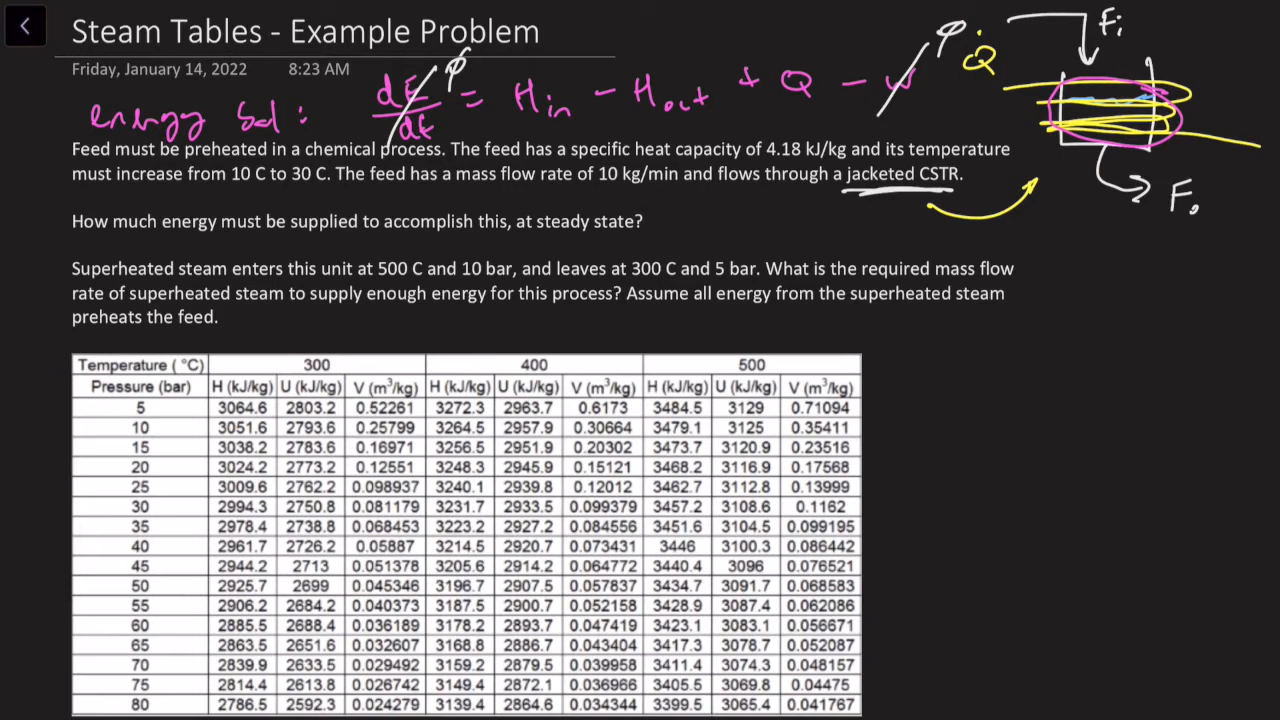 Steam Tables - Example Problem
Friday, January 14, 2022 8:23 AM
energy bal: dE/dt = Hin - Hout + Q - W
Q
Fi
Fo
Feed must be preheated in a chemical process. The feed has a specific heat capacity of 4.18 kJ/kg and its temperature
must increase from 10 C to 30 C. The feed has a mass flow rate of 10 kg/min and flows through a jacketed CSTR.
How much energy must be supplied to accomplish this, at steady state?
Superheated steam enters this unit at 500 C and 10 bar, and leaves at 300 C and 5 bar. What is the required mass flow
rate of superheated steam to supply enough energy for this process? Assume all energy from the superheated steam
preheats the feed.
Temperature ( °C) 300 400 500
Pressure (bar) H (kJ/kg) U (kJ/kg) V (m³/kg) H (kJ/kg) U (kJ/kg) V (m³/kg) H (kJ/kg) U (kJ/kg) V (m³/kg)
5 3064.6 2803.2 0.52261 3272.3 2963.7 0.6173 3484.5 3129 0.71094
10 3051.6 2793.6 0.25799 3264.5 2957.9 0.30664 3479.1 3125 0.35411
15 3038.2 2783.6 0.16971 3256.5 2951.9 0.20302 3473.7 3120.9 0.23516
20 3024.2 2773.2 0.12551 3248.3 2945.9 0.15121 3468.2 3116.9 0.17568
25 3009.6 2762.2 0.098937 3240.1 2939.8 0.12012 3462.7 3112.8 0.13999
30 2994.3 2750.8 0.081179 3231.7 2933.5 0.099379 3457.2 3108.6 0.1162
35 2978.4 2738.8 0.068453 3223.2 2927.2 0.084556 3451.6 3104.5 0.099195
40 2961.7 2726.2 0.05887 3214.5 2920.7 0.073431 3446 3100.3 0.086442
45 2944.2 2713 0.051378 3205.6 2914.2 0.064772 3440.4 3096 0.076521
50 2925.7 2699 0.045346 3196.7 2907.5 0.057837 3434.7 3091.7 0.068583
55 2906.2 2684.2 0.040373 3187.5 2900.7 0.052158 3428.9 3087.4 0.062086
60 2885.5 2688.4 0.036189 3178.2 2893.7 0.047419 3423.1 3083.1 0.056671
65 2863.5 2651.6 0.032607 3168.8 2886.7 0.043404 3417.3 3078.7 0.052087
70 2839.9 2633.5 0.029492 3159.2 2879.5 0.039958 3411.4 3074.3 0.048157
75 2814.4 2613.8 0.026742 3149.4 2872.1 0.036966 3405.5 3069.8 0.04475
80 2786.5 2592.3 0.024279 3139.4 2864.6 0.034344 3399.5 3065.4 0.041767